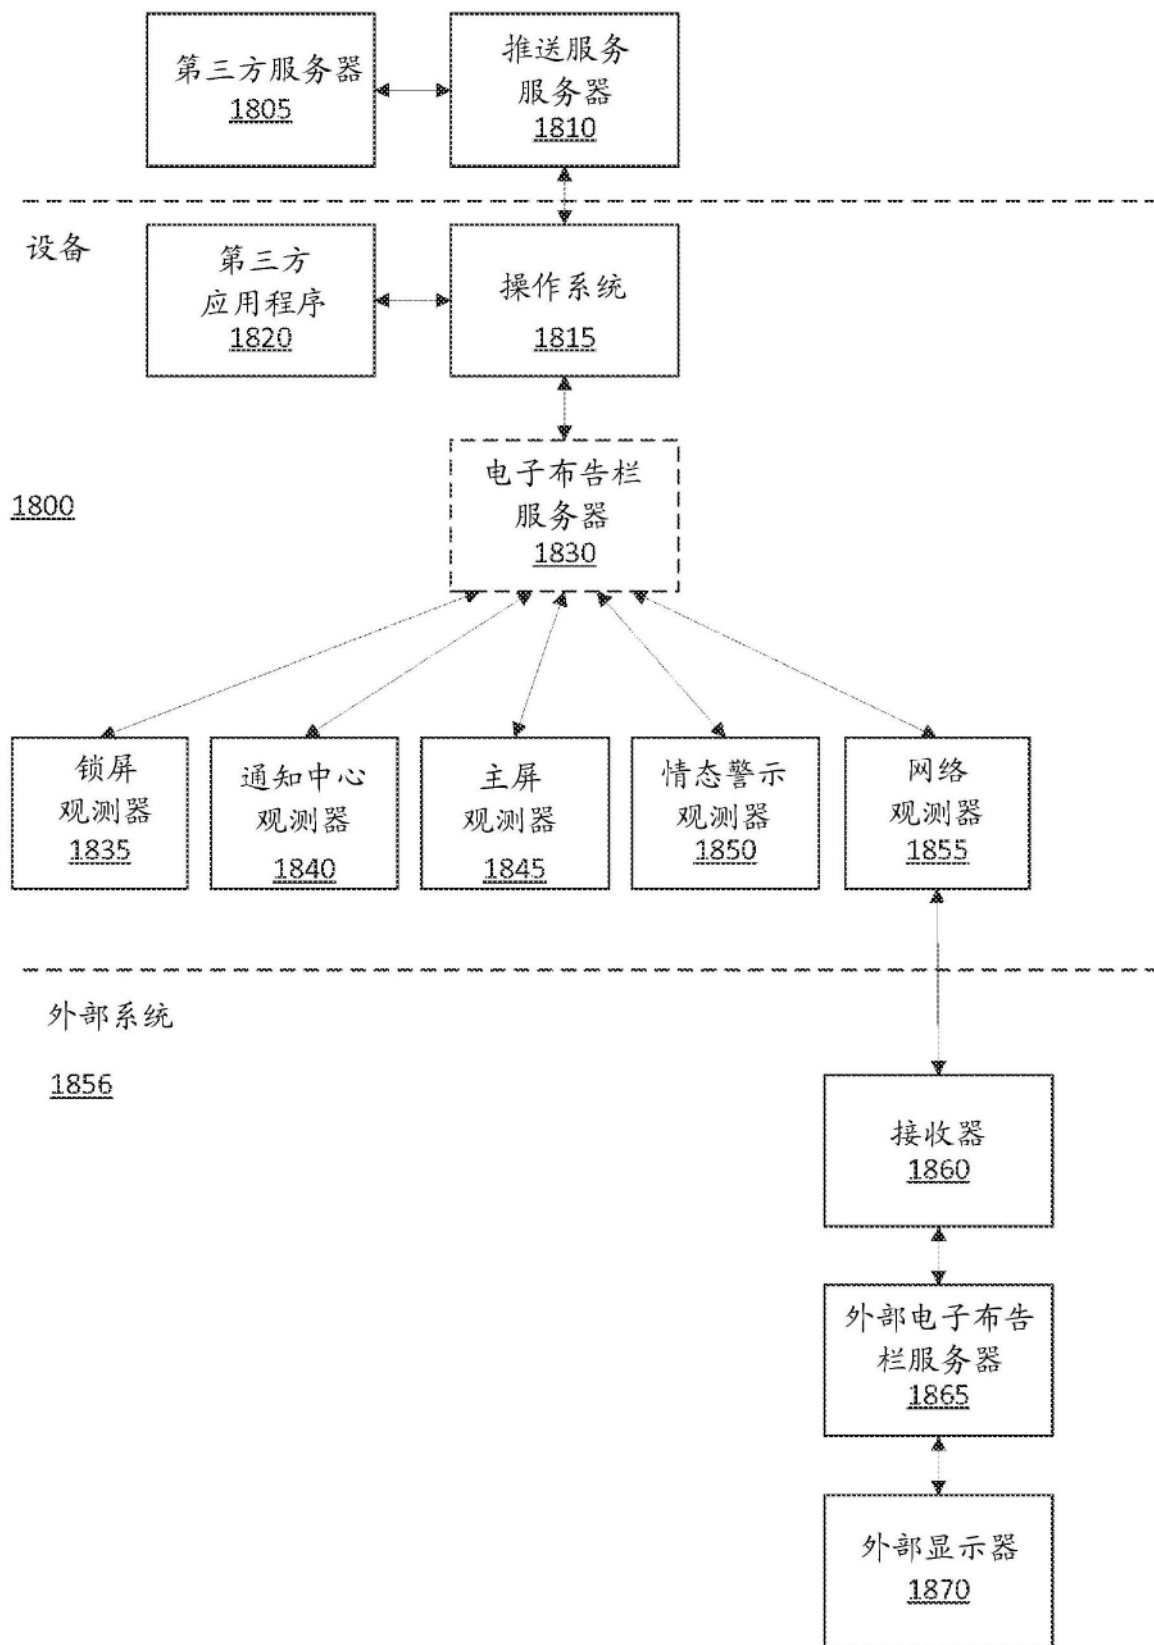 第三方服务器
1805
推送服务
服务器
1810
设备
第三方
应用程序
1820
操作系统
1815
1800
电子布告栏
服务器
1830
锁屏
观测器
1835
通知中心
观测器
1840
主屏
观测器
1845
情态警示
观测器
1850
网络
观测器
1855
外部系统
1856
接收器
1860
外部电子布告
栏服务器
1865
外部显示器
1870